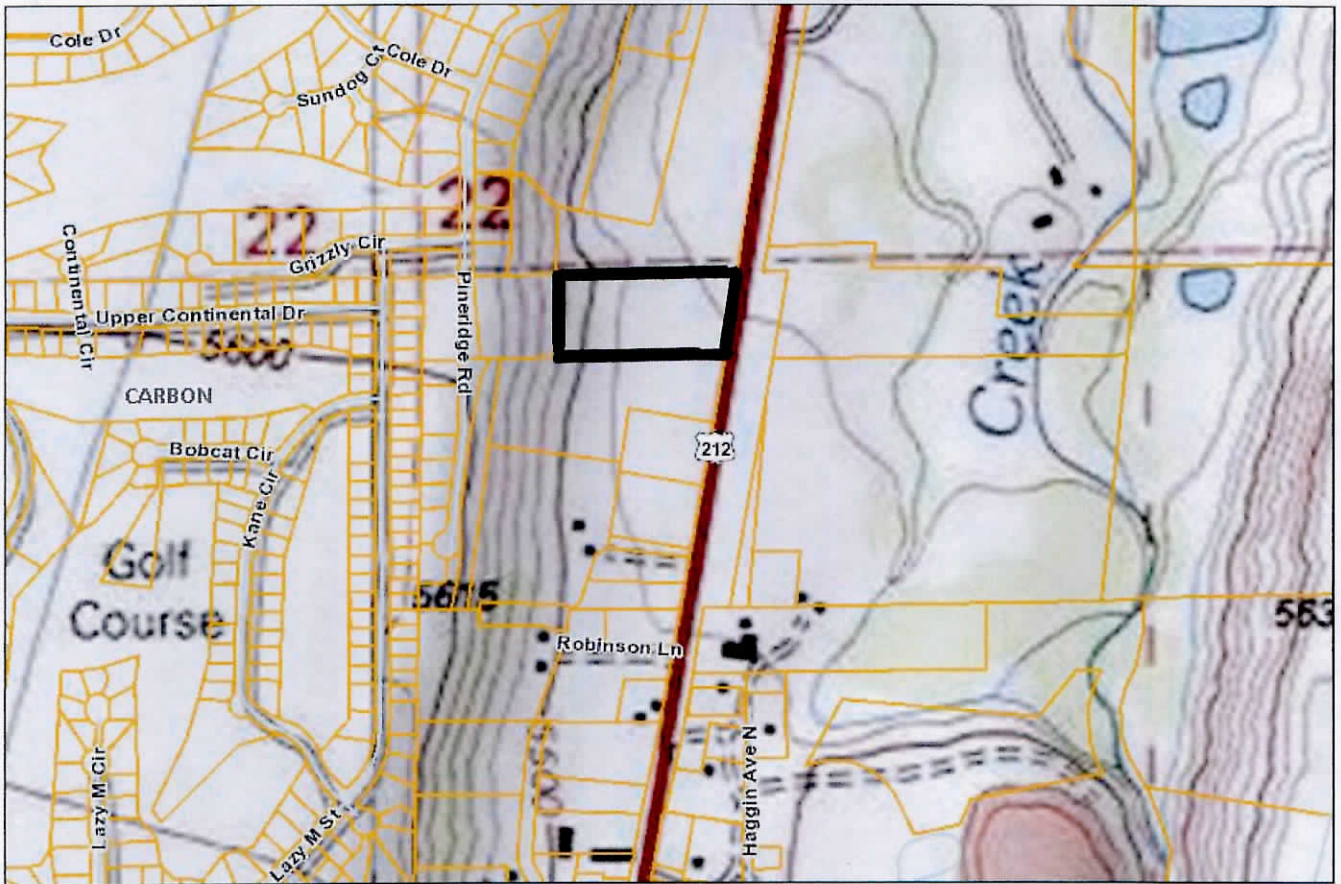 Cole Dr
Cole Dr
Sundog Ct
22
22
Continental Cir
Grizzly Cir
Pineridge Rd
Upper Continental Dr
5600
CARBON
Creek
212
Bobcat Cir
Kane Cir
Golf
Course
5615
563
Robinson Ln
Haggin Ave N
Lazy M Cir
Lazy M St